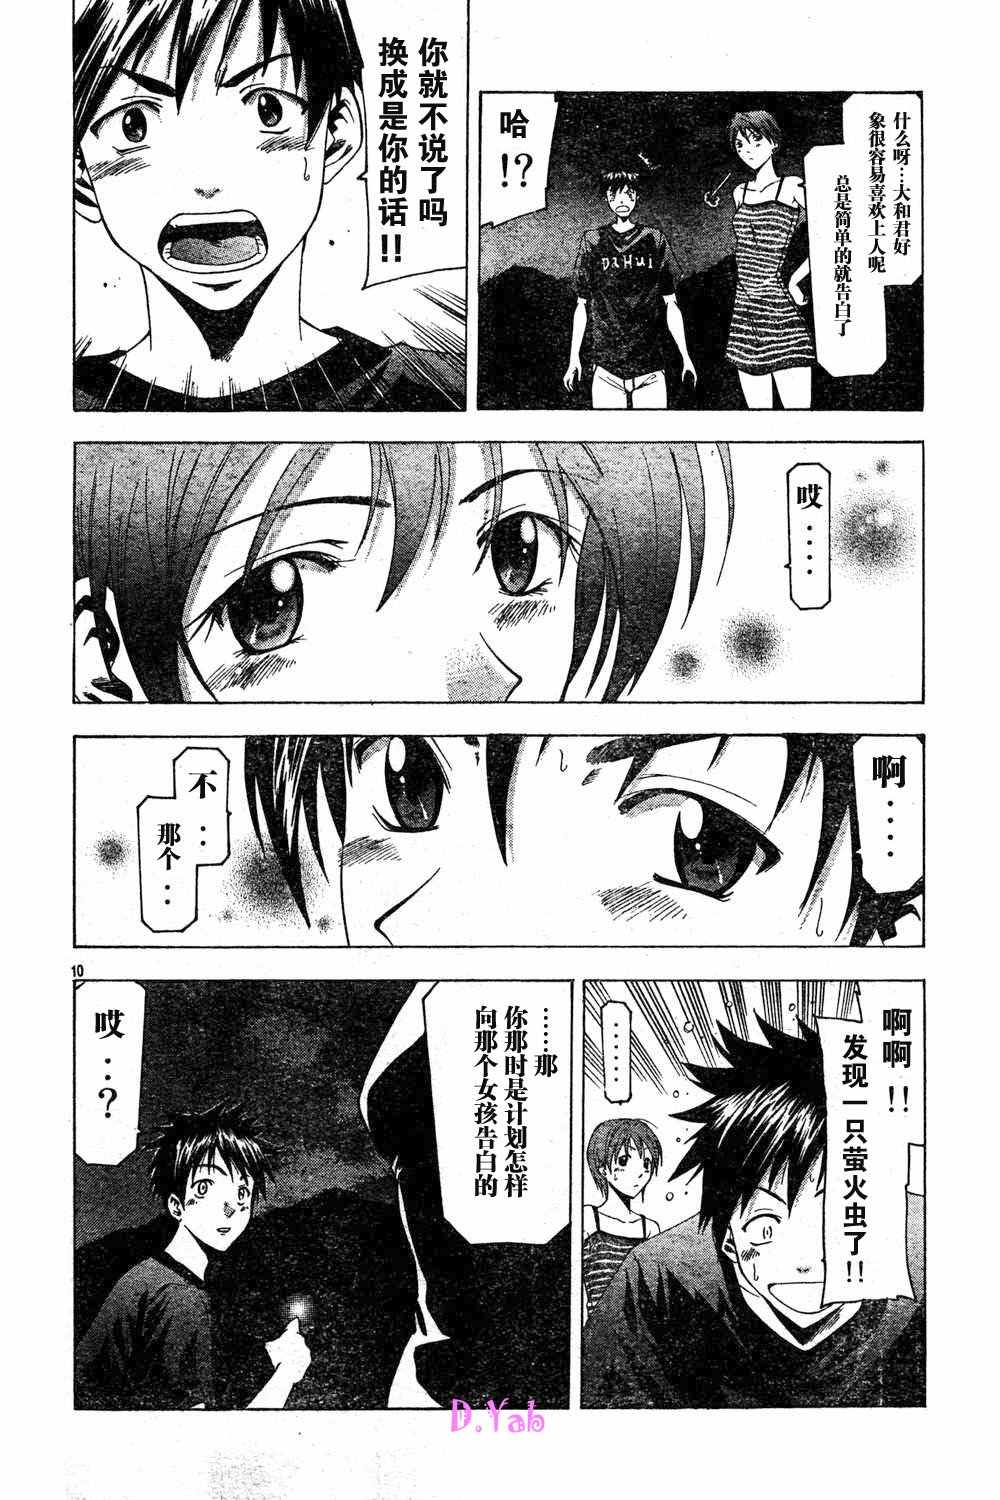 什么呀…大和君好
象很容易喜欢上人呢
总是简单的就告白了
哈!?
DaHui
你就不说了吗
换成是你的话!!
哎....
啊....
不..
那个..
啊啊!!
发现一只萤火虫了!!
......
……那
你那时是计划怎样
向那个女孩告白的
哎..?
10
D.Yab